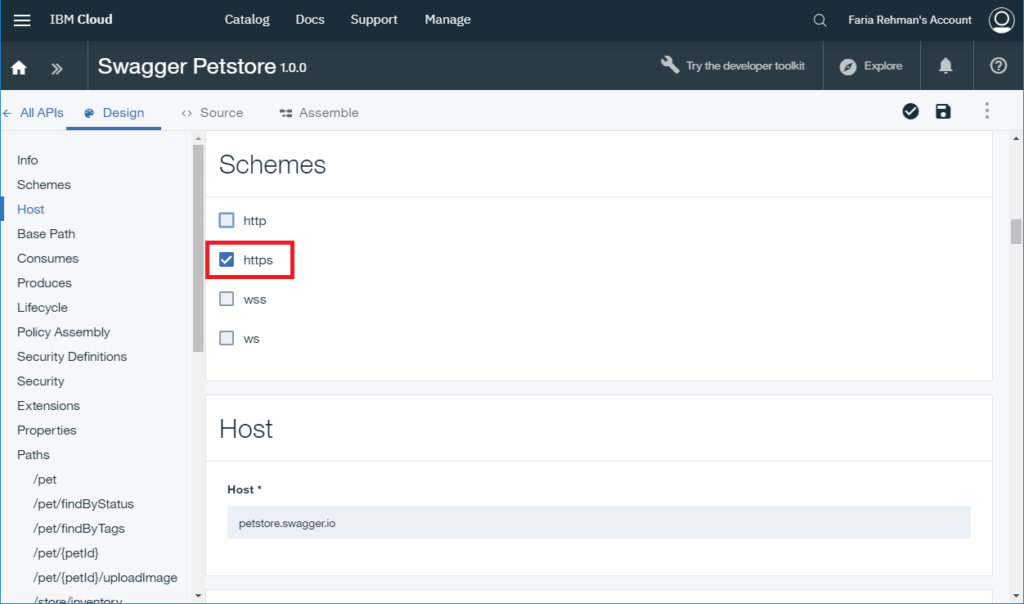 IBM Cloud Catalog Docs Support Manage Faria Rehman's Account
Swagger Petstore 1.0.0 Try the developer toolkit Explore
All APIs Design Source Assemble
Info
Schemes
Host
Base Path
Consumes
Produces
Lifecycle
Policy Assembly
Security Definitions
Security
Extensions
Properties
Paths
/pet
/pet/findByStatus
/pet/findByTags
/pet/{petId}
/pet/{petId}/uploadImage
/store/inventory
Schemes
http
https
wss
ws
Host
Host *
petstore.swagger.io